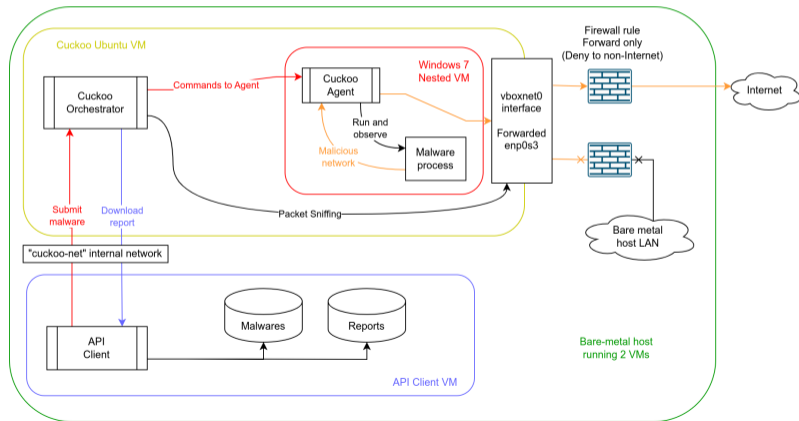 Cuckoo Ubuntu VM
Cuckoo
Orchestrator
Commands to Agent
Windows 7
Nested VM
Cuckoo
Agent
Run and
observe
Malicious
network
Malware
process
vboxnet0
interface
Forwarded
enp0s3
Firewall rule
Forward only
(Deny to non-Internet)
Internet
Bare metal
host LAN
Packet Sniffing
Submit
malware
Download
report
"cuckoo-net" internal network
API
Client
Malwares
Reports
API Client VM
Bare-metal host
running 2 VMs